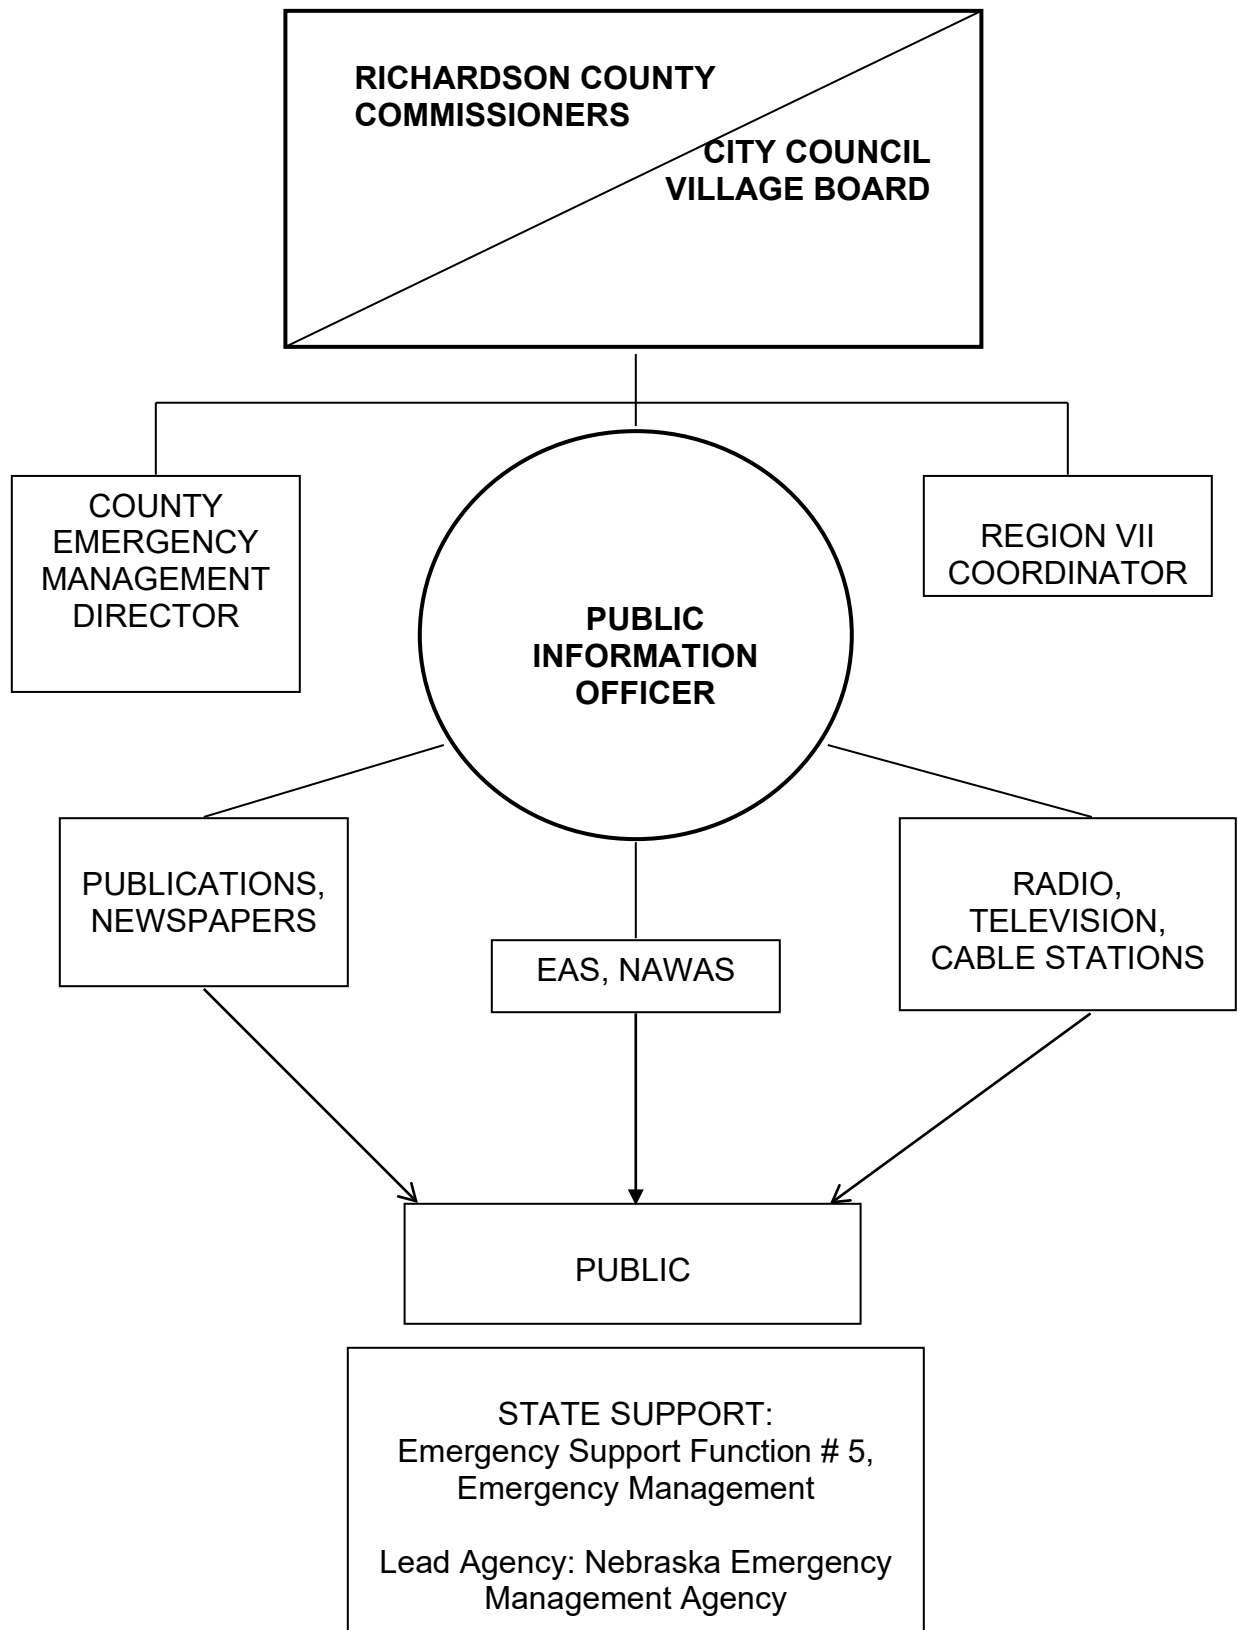 RICHARDSON COUNTY
COMMISSIONERS
CITY COUNCIL
VILLAGE BOARD
COUNTY
EMERGENCY
MANAGEMENT
DIRECTOR
PUBLIC
INFORMATION
OFFICER
REGION VII
COORDINATOR
PUBLICATIONS,
NEWSPAPERS
EAS, NAWAS
RADIO,
TELEVISION,
CABLE STATIONS
PUBLIC
STATE SUPPORT:
Emergency Support Function # 5,
Emergency Management
Lead Agency: Nebraska Emergency
Management Agency